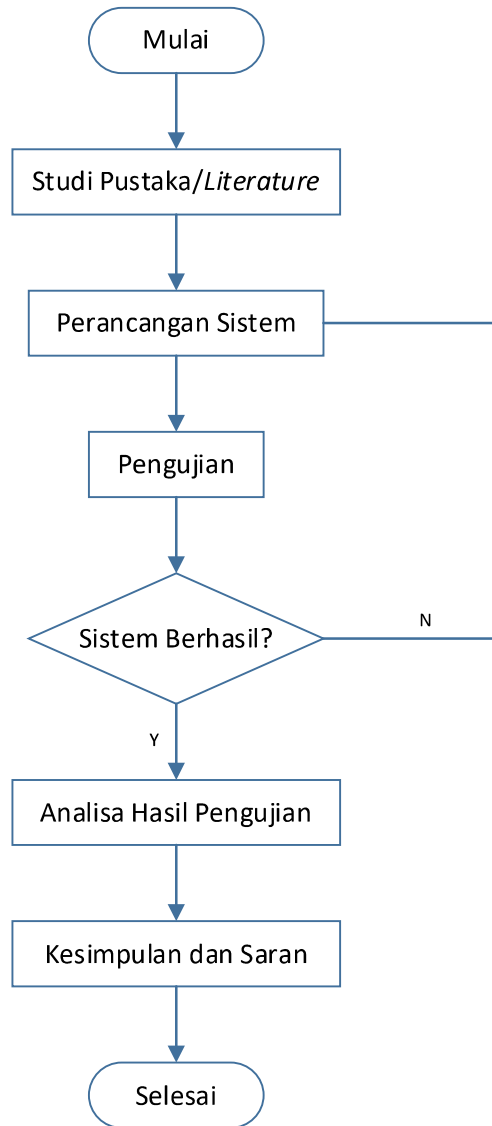 Mulai
Studi Pustaka/Literature
Perancangan Sistem
Pengujian
Sistem Berhasil?
N
Y
Analisa Hasil Pengujian
Kesimpulan dan Saran
Selesai